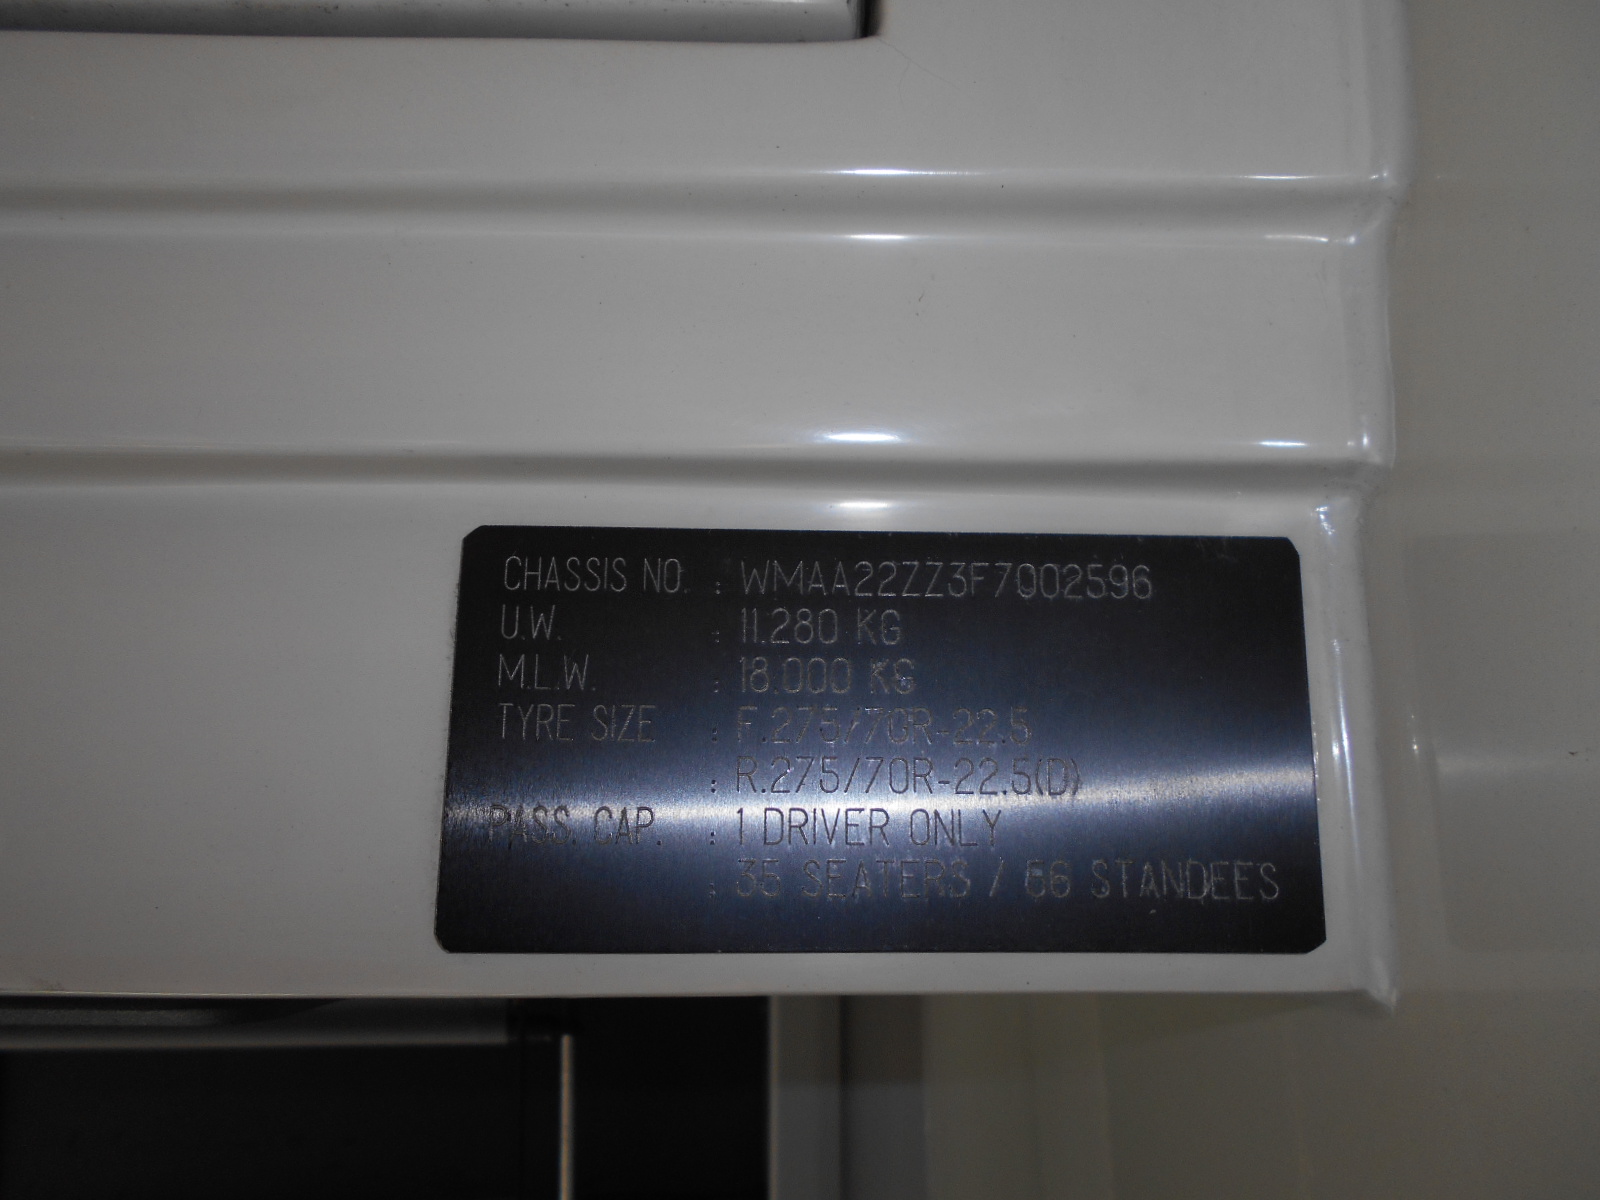 CHASSIS NO. : WMAA22ZZ3F7002596
U.W. : 11.280 KG
M.L.W. : 18.000 KG
TYRE SIZE : F.275/70R-22.5
: R.275/70R-22.5(D)
PASS. CAP. : 1 DRIVER ONLY
: 35 SEATERS / 56 STANDEES